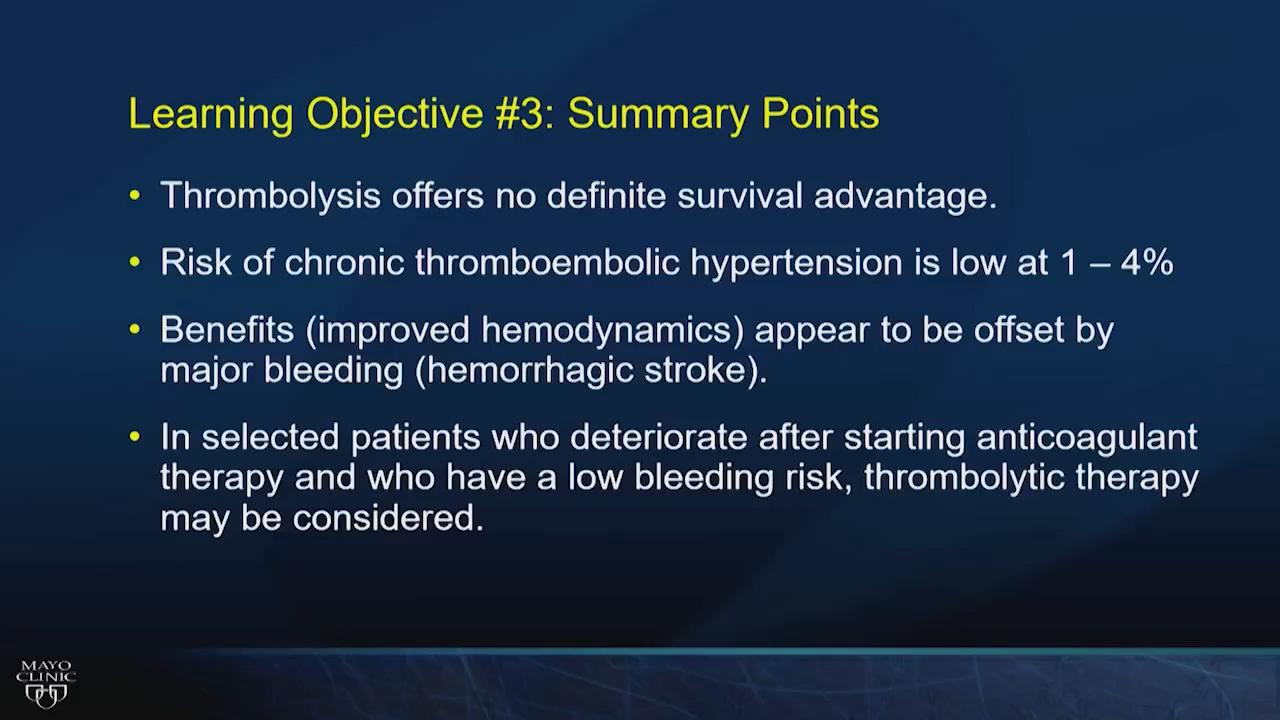 Learning Objective #3: Summary Points
• Thrombolysis offers no definite survival advantage.
• Risk of chronic thromboembolic hypertension is low at 1 – 4%
• Benefits (improved hemodynamics) appear to be offset by
major bleeding (hemorrhagic stroke).
• In selected patients who deteriorate after starting anticoagulant
therapy and who have a low bleeding risk, thrombolytic therapy
may be considered.
MAYO
CLINIC